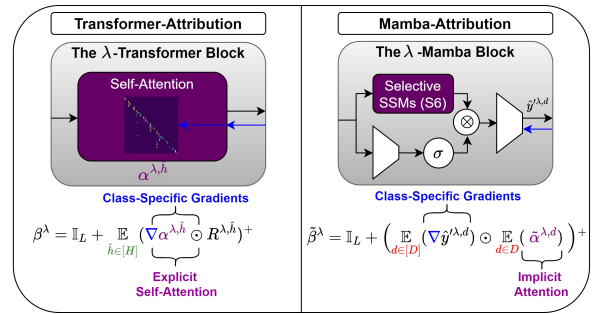 Transformer-Attribution
The λ-Transformer Block
Self-Attention
α^{λ,ĥ}
Class-Specific Gradients
β^λ = 𝕀_L + 𝔼_{ĥ∈[H]} (∇α^{λ,ĥ} ⊙ R^{λ,ĥ})^+
Explicit
Self-Attention
Mamba-Attribution
The λ -Mamba Block
Selective
SSMs (S6)
⊗
ŷ'^{λ,d}
σ
Class-Specific Gradients
β̃^λ = 𝕀_L + ( 𝔼_{d∈[D]} (∇ŷ'^{λ,d}) ⊙ 𝔼_{d∈D} (α̃^{λ,d}) )^+
Implicit
Attention